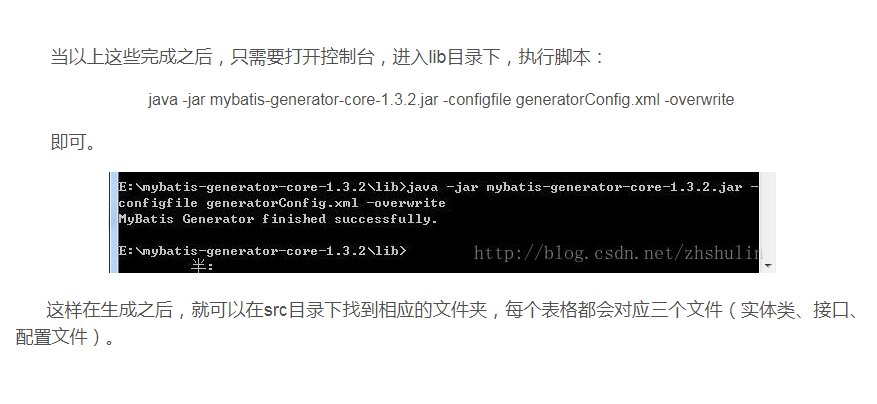 当以上这些完成之后，只需要打开控制台，进入lib目录下，执行脚本：
java -jar mybatis-generator-core-1.3.2.jar -configfile generatorConfig.xml -overwrite
即可。
E:\mybatis-generator-core-1.3.2\lib>java -jar mybatis-generator-core-1.3.2.jar -
configfile generatorConfig.xml -overwrite
MyBatis Generator finished successfully.
E:\mybatis-generator-core-1.3.2\lib>
http://blog.csdn.net/zhshulin
半:
这样在生成之后，就可以在src目录下找到相应的文件夹，每个表格都会对应三个文件（实体类、接口、
配置文件）。